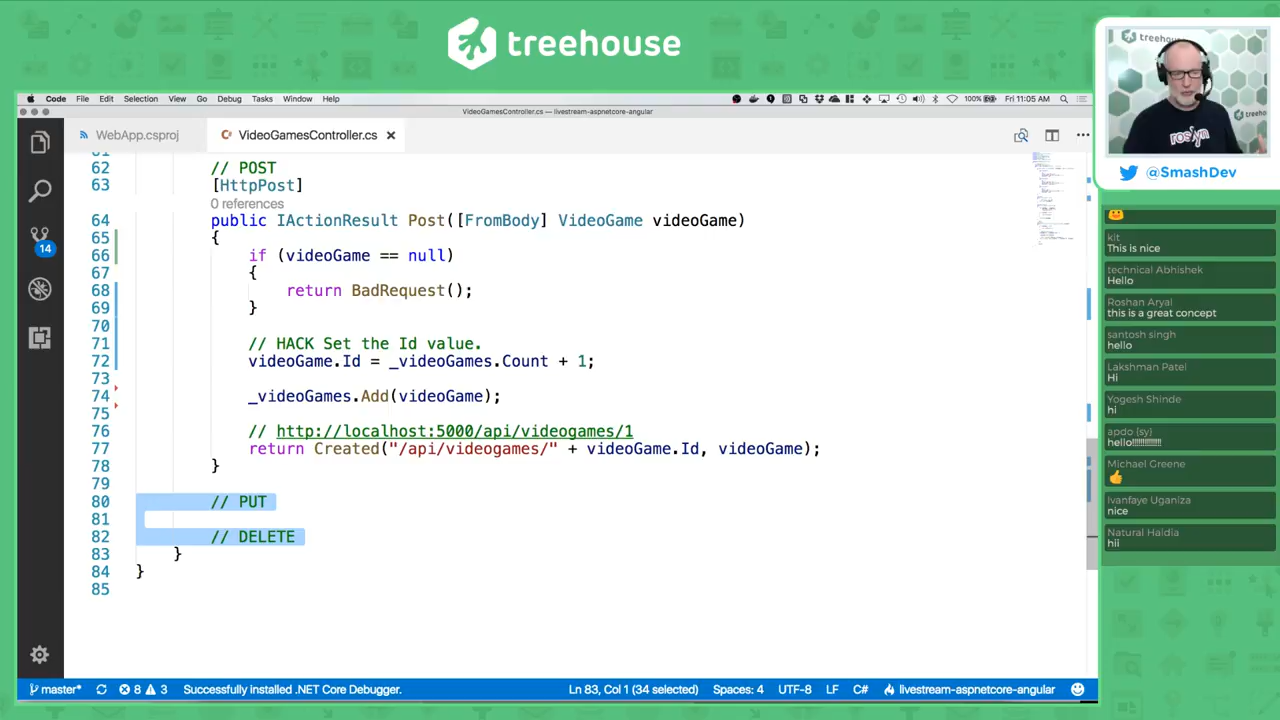 treehouse
Code File Edit Selection View Go Debug Tasks Window Help
100% Fri 11:05 AM
VideoGamesController.cs — livestream-aspnetcore-angular
WebApp.csproj
VideoGamesController.cs
14
61
62 // POST
63 [HttpPost]
0 references
64 public IActionResult Post([FromBody] VideoGame videoGame)
65 {
66 if (videoGame == null)
67 {
68 return BadRequest();
69 }
70
71 // HACK Set the Id value.
72 videoGame.Id = _videoGames.Count + 1;
73
74 _videoGames.Add(videoGame);
75
76 // http://localhost:5000/api/videogames/1
77 return Created("/api/videogames/" + videoGame.Id, videoGame);
78 }
79
80 // PUT
81
82 // DELETE
83 }
84 }
85
master* 8 3 Successfully installed .NET Core Debugger. Ln 83, Col 1 (34 selected) Spaces: 4 UTF-8 LF C# livestream-aspnetcore-angular
treehouse
roslyn
@SmashDev
kit
This is nice
technical Abhishek
Hello
Roshan Aryal
this is a great concept
santosh singh
hello
Lakshman Patel
Hi
Yogesh Shinde
hi
apdo {sy}
hello!!!!!!!!!!!!
Michael Greene
Ivanfaye Uganiza
nice
Natural Haldia
hii